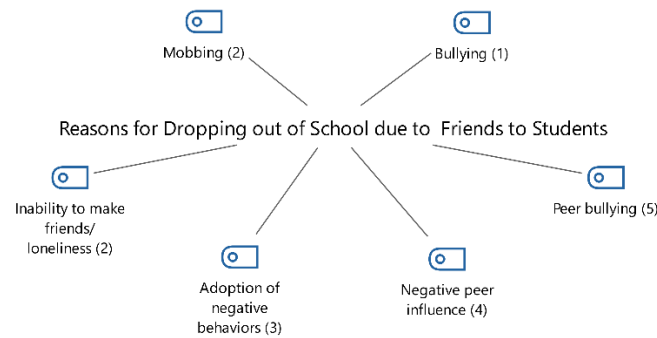 Mobbing (2)
Bullying (1)
Reasons for Dropping out of School due to Friends to Students
Inability to make
friends/
loneliness (2)
Peer bullying (5)
Adoption of
negative
behaviors (3)
Negative peer
influence (4)